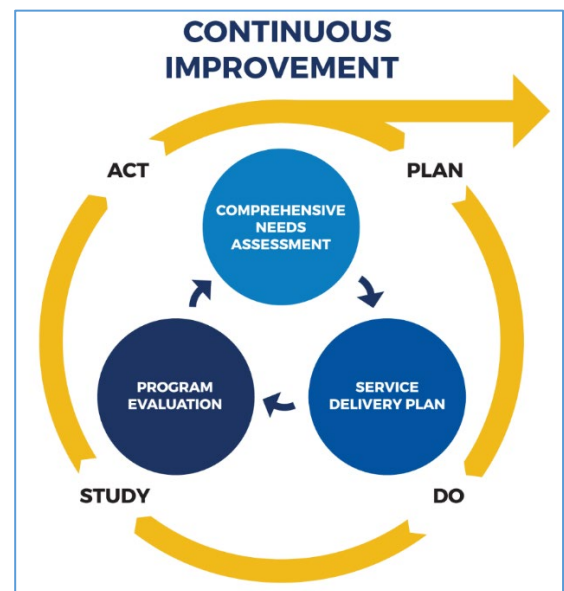 CONTINUOUS
IMPROVEMENT
ACT
PLAN
COMPREHENSIVE
NEEDS
ASSESSMENT
PROGRAM
EVALUATION
SERVICE
DELIVERY PLAN
STUDY
DO